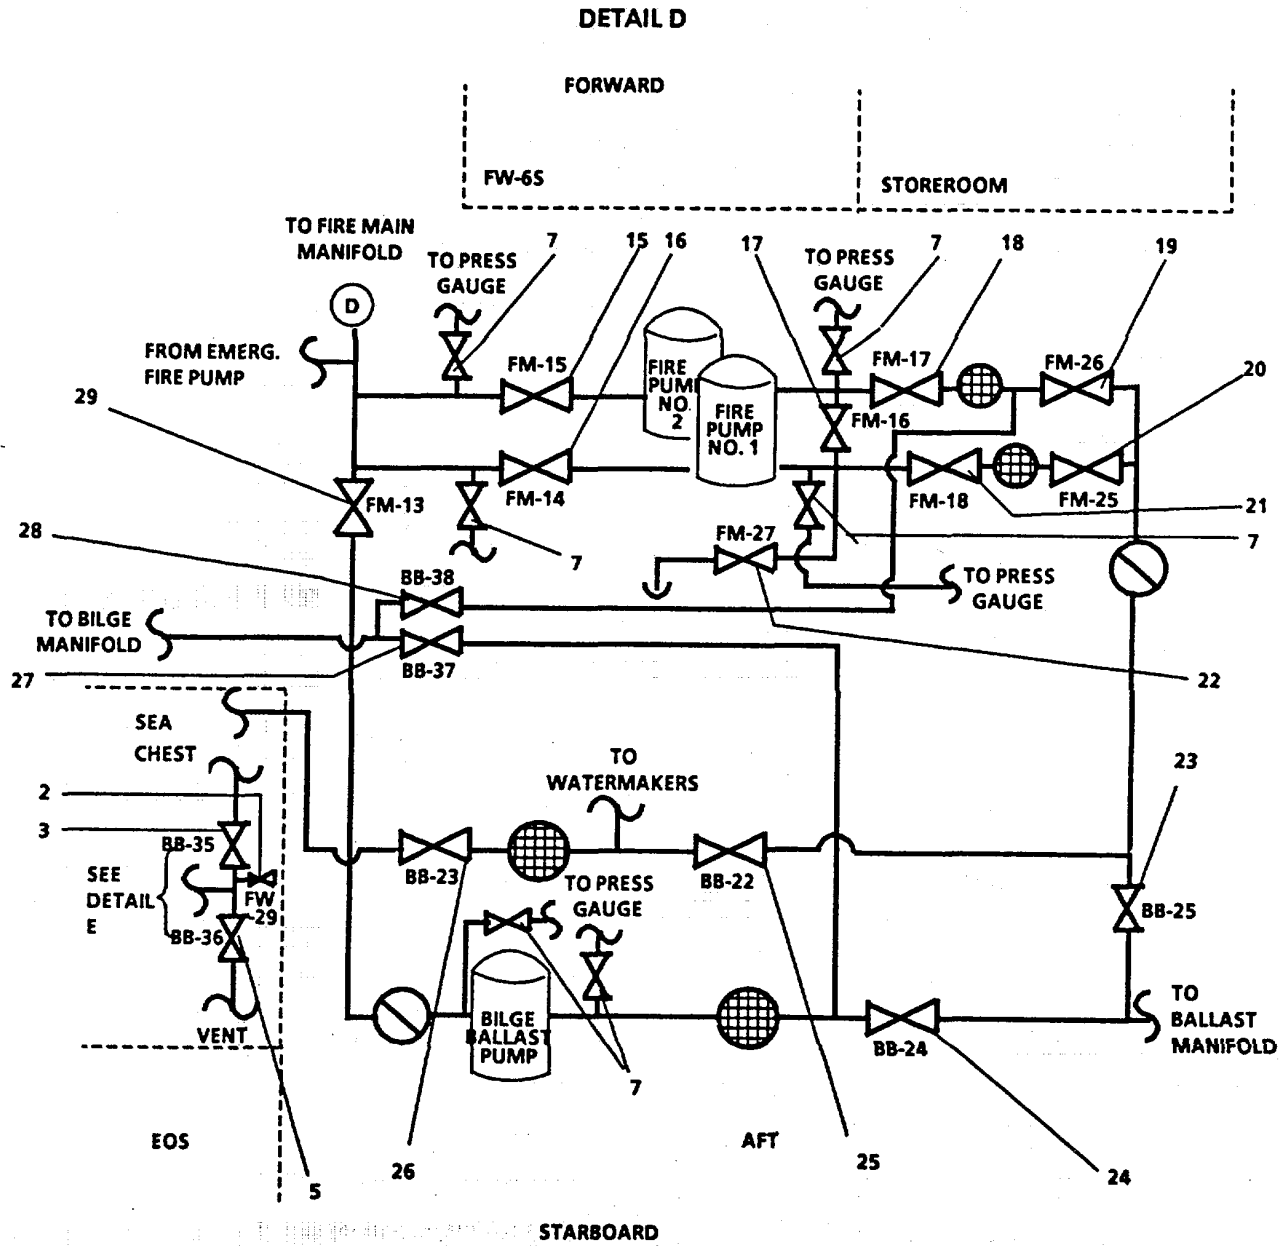 DETAIL D
FORWARD
FW-6S
STOREROOM
TO FIRE MAIN
MANIFOLD
7
15
16
17
TO PRESS
GAUGE
7
18
19
TO PRESS
GAUGE
D
FROM EMERG.
FIRE PUMP
FM-15
FIRE
PUMP
NO.
2
FM-17
FM-26
20
29
FIRE
PUMP
NO. 1
FM-16
FM-13
FM-14
FM-18
FM-25
21
28
7
FM-27
7
BB-38
TO PRESS
GAUGE
TO BILGE
MANIFOLD
BB-37
27
22
SEA
CHEST
TO
WATERMAKERS
23
2
3
BB-35
BB-23
BB-22
SEE
DETAIL
E
FW
-29
TO PRESS
GAUGE
BB-25
BB-36
VENT
BILGE
BALLAST
PUMP
BB-24
TO
BALLAST
MANIFOLD
7
EOS
AFT
26
25
24
5
STARBOARD